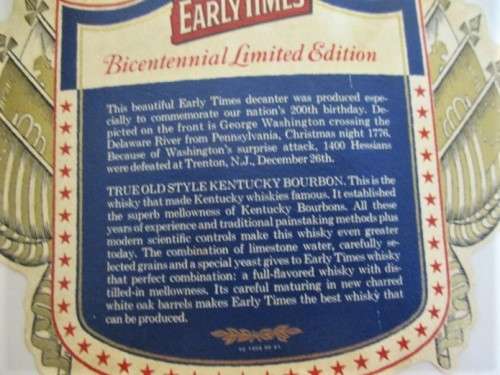 EARLY TIMES
Bicentennial Limited Edition
This beautiful Early Times decanter was produced espe-
cially to commemorate our nation's 200th birthday. De-
picted on the front is George Washington crossing the
Delaware River from Pennsylvania, Christmas night 1776.
Because of Washington's surprise attack, 1400 Hessians
were defeated at Trenton, N.J., December 26th.
TRUE OLD STYLE KENTUCKY BOURBON. This is the
whisky that made Kentucky whiskies famous. It established
the superb mellowness of Kentucky Bourbons. All these
years of experience and traditional painstaking methods plus
modern scientific controls make this whisky even greater
today. The combination of limestone water, carefully se-
lected grains and a special yeast gives to Early Times whisky
that perfect combination: a full-flavored whisky with dis-
tilled-in mellowness. Its careful maturing in new charred
white oak barrels makes Early Times the best whisky that
can be produced.